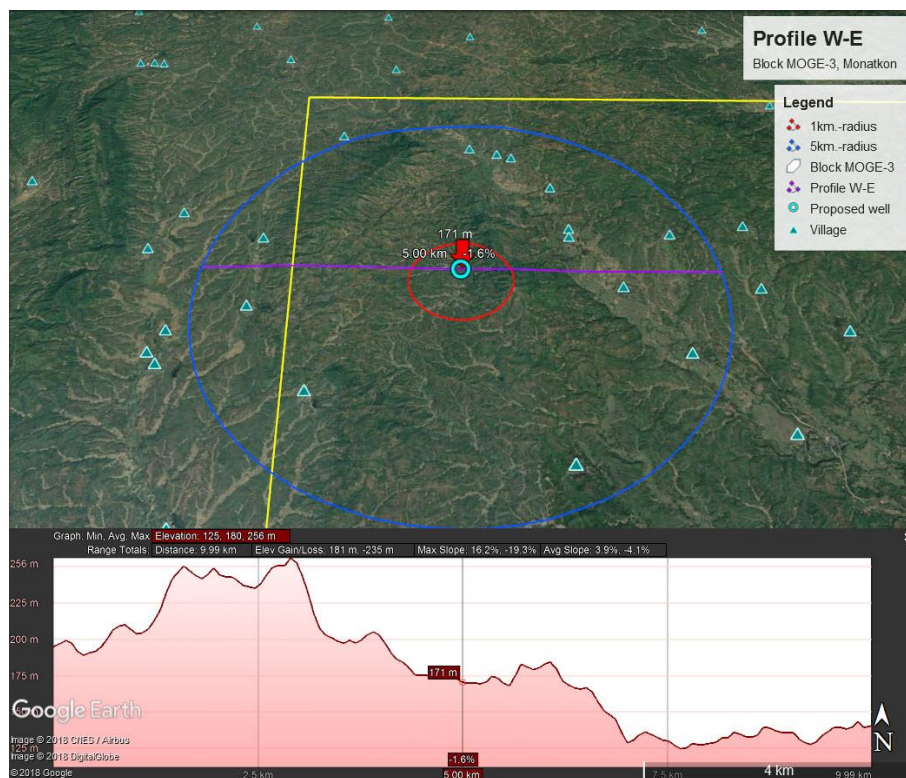 Profile W-E
Block MOGE-3, Monatkon
Legend
1km.-radius
5km.-radius
Block MOGE-3
Profile W-E
Proposed well
Village
171 m
5.00 km -1.6%
Graph: Min, Avg, Max Elevation: 125, 180, 256 m
Range Totals: Distance: 9.99 km Elev Gain/Loss: 181 m, -235 m Max Slope: 16.2%, -19.3% Avg Slope: 3.9%, -4.1%
256 m
225 m
200 m
175 m
171 m
125 m
Google Earth
Image © 2018 CNES / Airbus
Image © 2018 DigitalGlobe
© 2018 Google
N
-1.6%
2.5 km
5.00 km
7.5 km
9.99 km
4 km